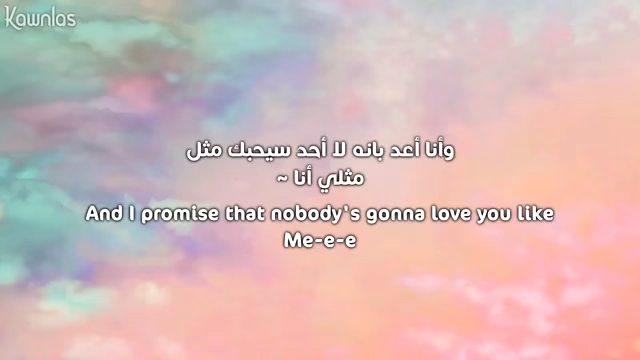 Kawnlas
وأنا أعد بانه لا أحد سيحبك مثل
مثلي أنا ~
And I promise that nobody's gonna love you like
Me-e-e